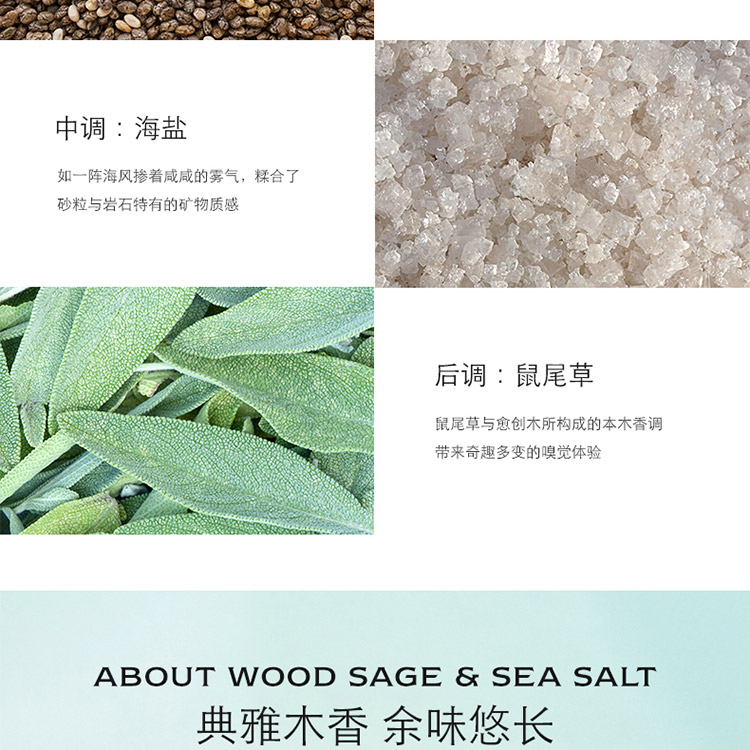 中调：海盐
如一阵海风掺着咸咸的雾气，糅合了
砂粒与岩石特有的矿物质感
后调：鼠尾草
鼠尾草与愈创木所构成的本木香调
带来奇趣多变的嗅觉体验
ABOUT WOOD SAGE & SEA SALT
典雅木香 余味悠长